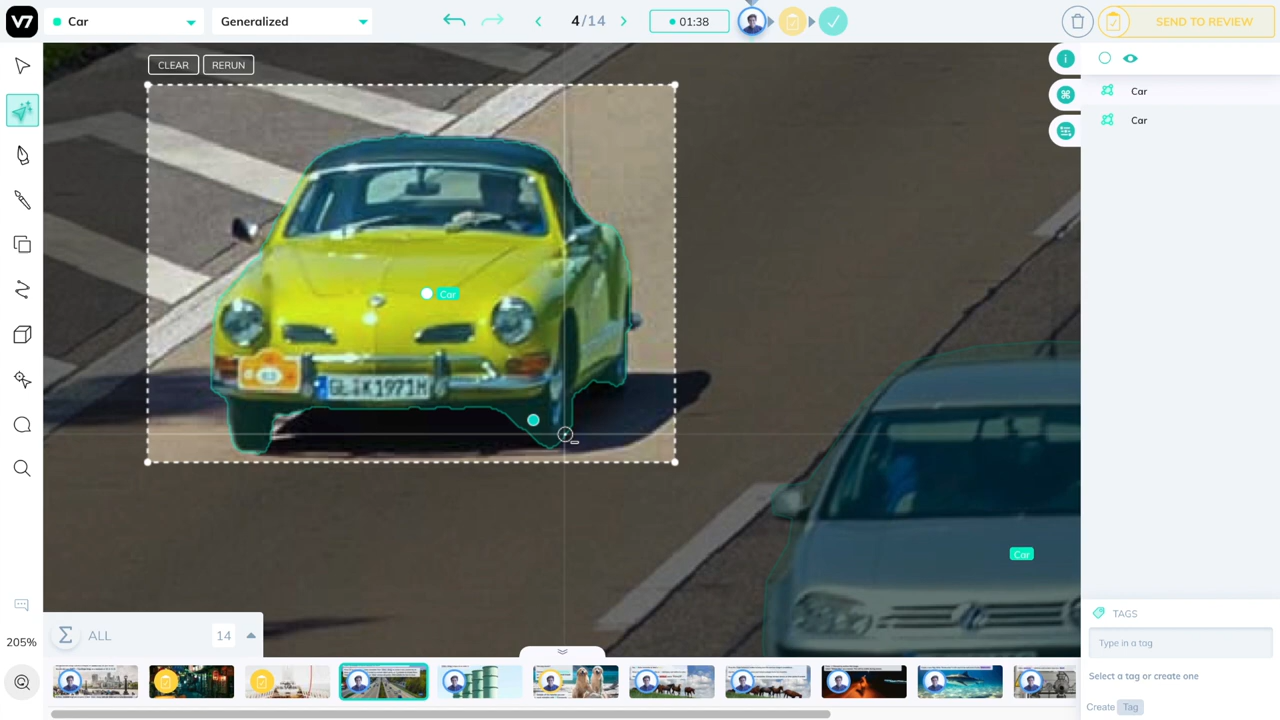 V7
Car
Generalized
4/14
01:38
SEND TO REVIEW
CLEAR
RERUN
Car
Car
Car
Car
205%
ALL
14
TAGS
Type in a tag
Select a tag or create one
Create Tag